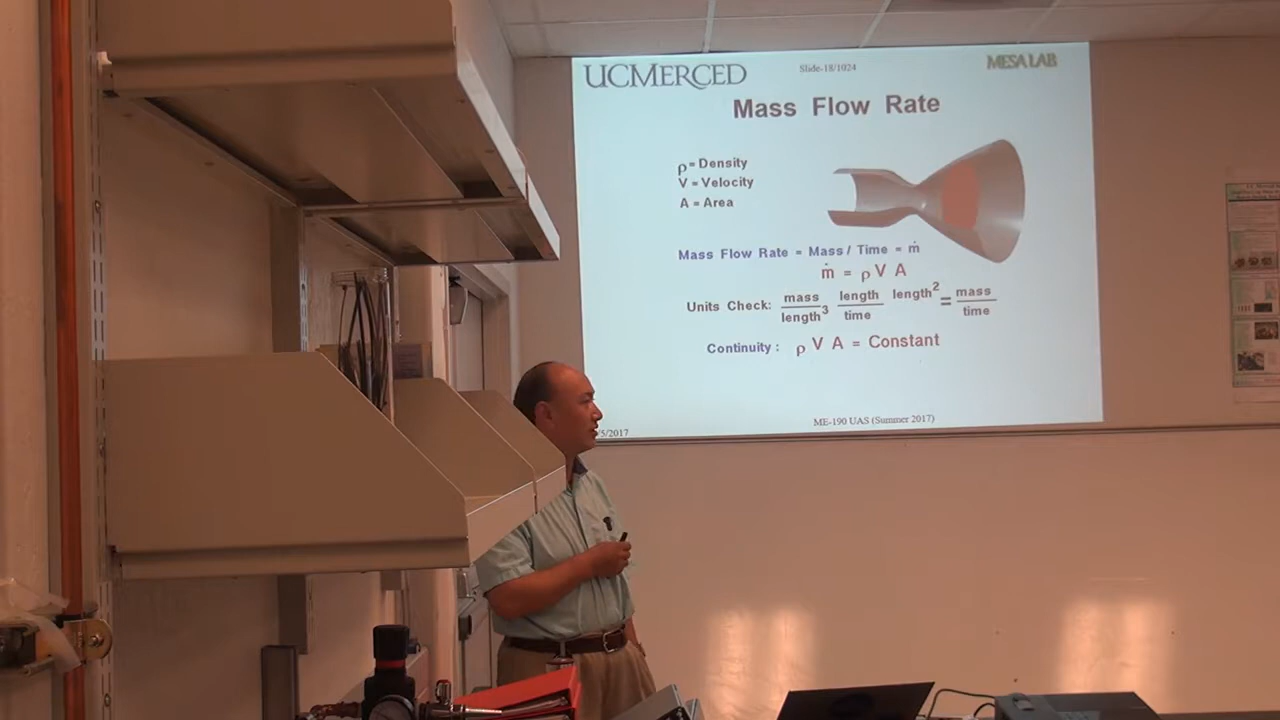 UCMERCED
Slide-18/1024
MESA LAB
Mass Flow Rate
ρ = Density
V = Velocity
A = Area
Mass Flow Rate = Mass / Time = ṁ
ṁ = ρ V A
Units Check: mass/length³ length/time length² = mass/time
Continuity : ρ V A = Constant
5/2017
ME-190 UAS (Summer 2017)